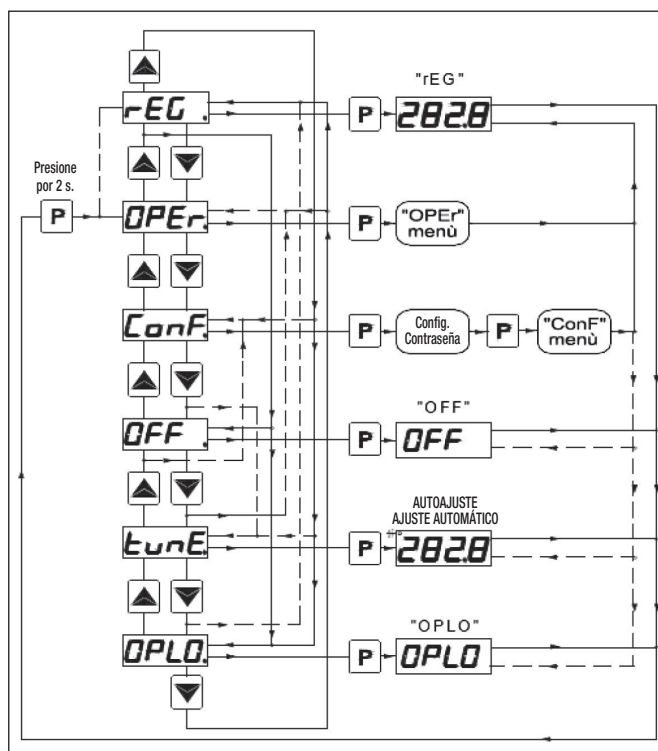 "rEG"
rEG .
P
282.8
Presione
por 2 s.
P
OPEr.
P
"OPEr"
menù
ConF.
P
Config.
Contraseña
P
"ConF"
menù
"OFF"
OFF .
P
OFF
AUTOAJUSTE
AJUSTE AUTOMÁTICO
tunE.
P
282.8
"OPLO"
OPLO.
P
OPLO